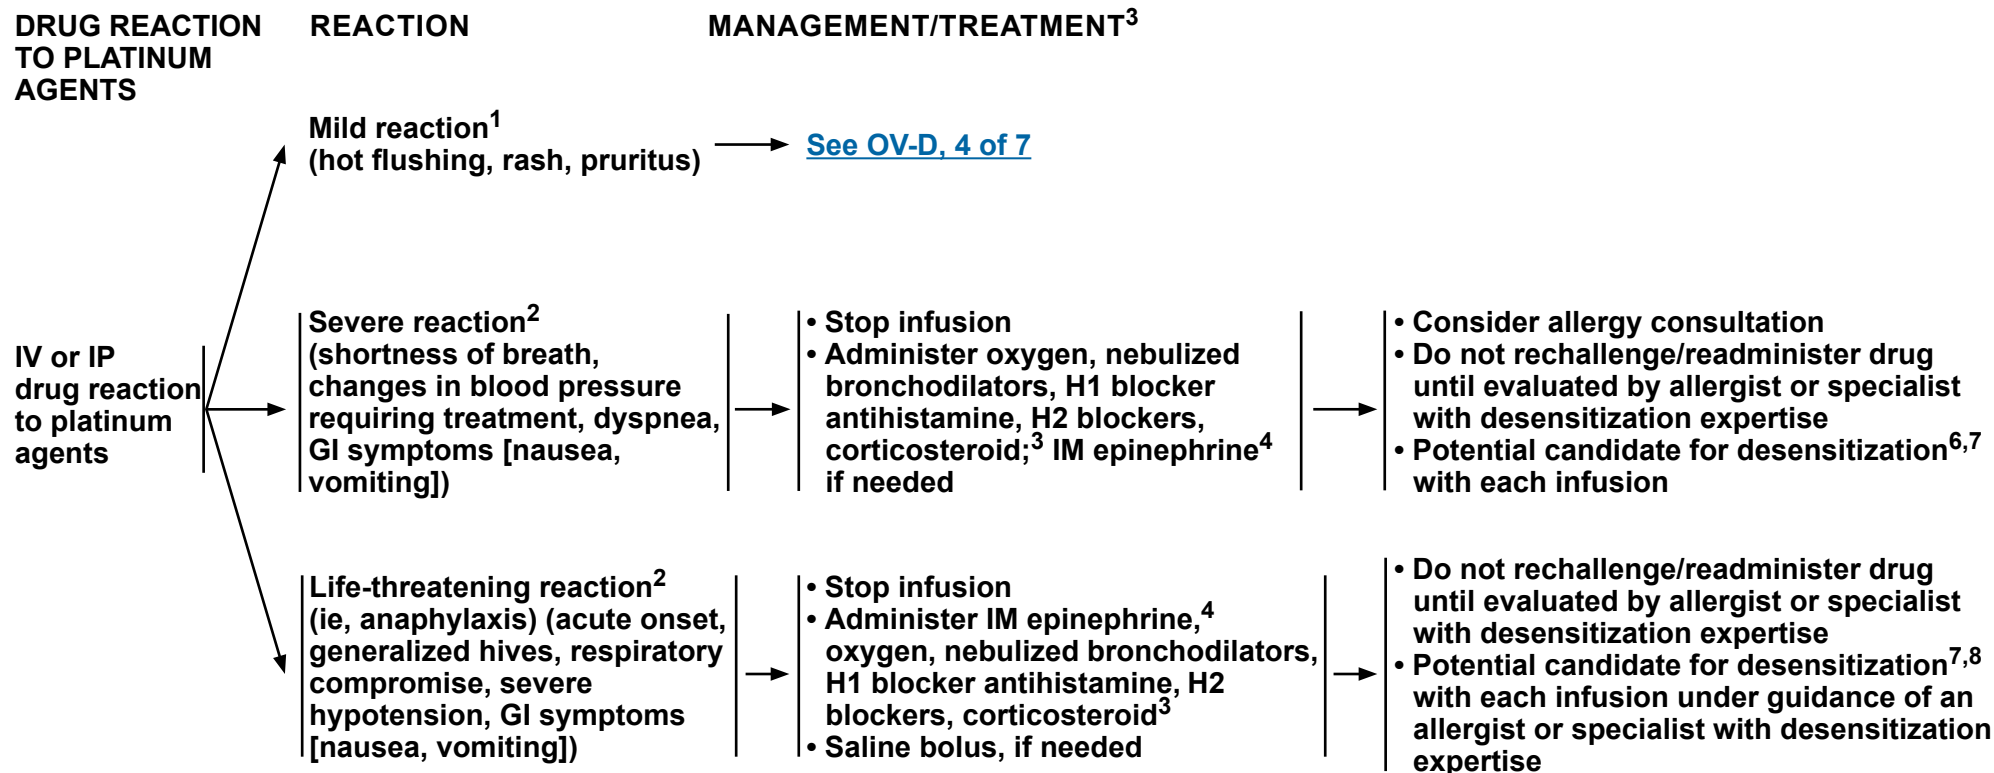 DRUG REACTION
TO PLATINUM
AGENTS
REACTION
MANAGEMENT/TREATMENT3
IV or IP
drug reaction
to platinum
agents
Mild reaction1
(hot flushing, rash, pruritus)
See OV-D, 4 of 7
Severe reaction2
(shortness of breath,
changes in blood pressure
requiring treatment, dyspnea,
GI symptoms [nausea,
vomiting])
• Stop infusion
• Administer oxygen, nebulized
bronchodilators, H1 blocker
antihistamine, H2 blockers,
corticosteroid;3 IM epinephrine4
if needed
• Consider allergy consultation
• Do not rechallenge/readminister drug
until evaluated by allergist or specialist
with desensitization expertise
• Potential candidate for desensitization6,7
with each infusion
Life-threatening reaction2
(ie, anaphylaxis) (acute onset,
generalized hives, respiratory
compromise, severe
hypotension, GI symptoms
[nausea, vomiting])
• Stop infusion
• Administer IM epinephrine,4
oxygen, nebulized bronchodilators,
H1 blocker antihistamine, H2
blockers, corticosteroid3
• Saline bolus, if needed
• Do not rechallenge/readminister drug
until evaluated by allergist or specialist
with desensitization expertise
• Potential candidate for desensitization7,8
with each infusion under guidance of an
allergist or specialist with desensitization
expertise